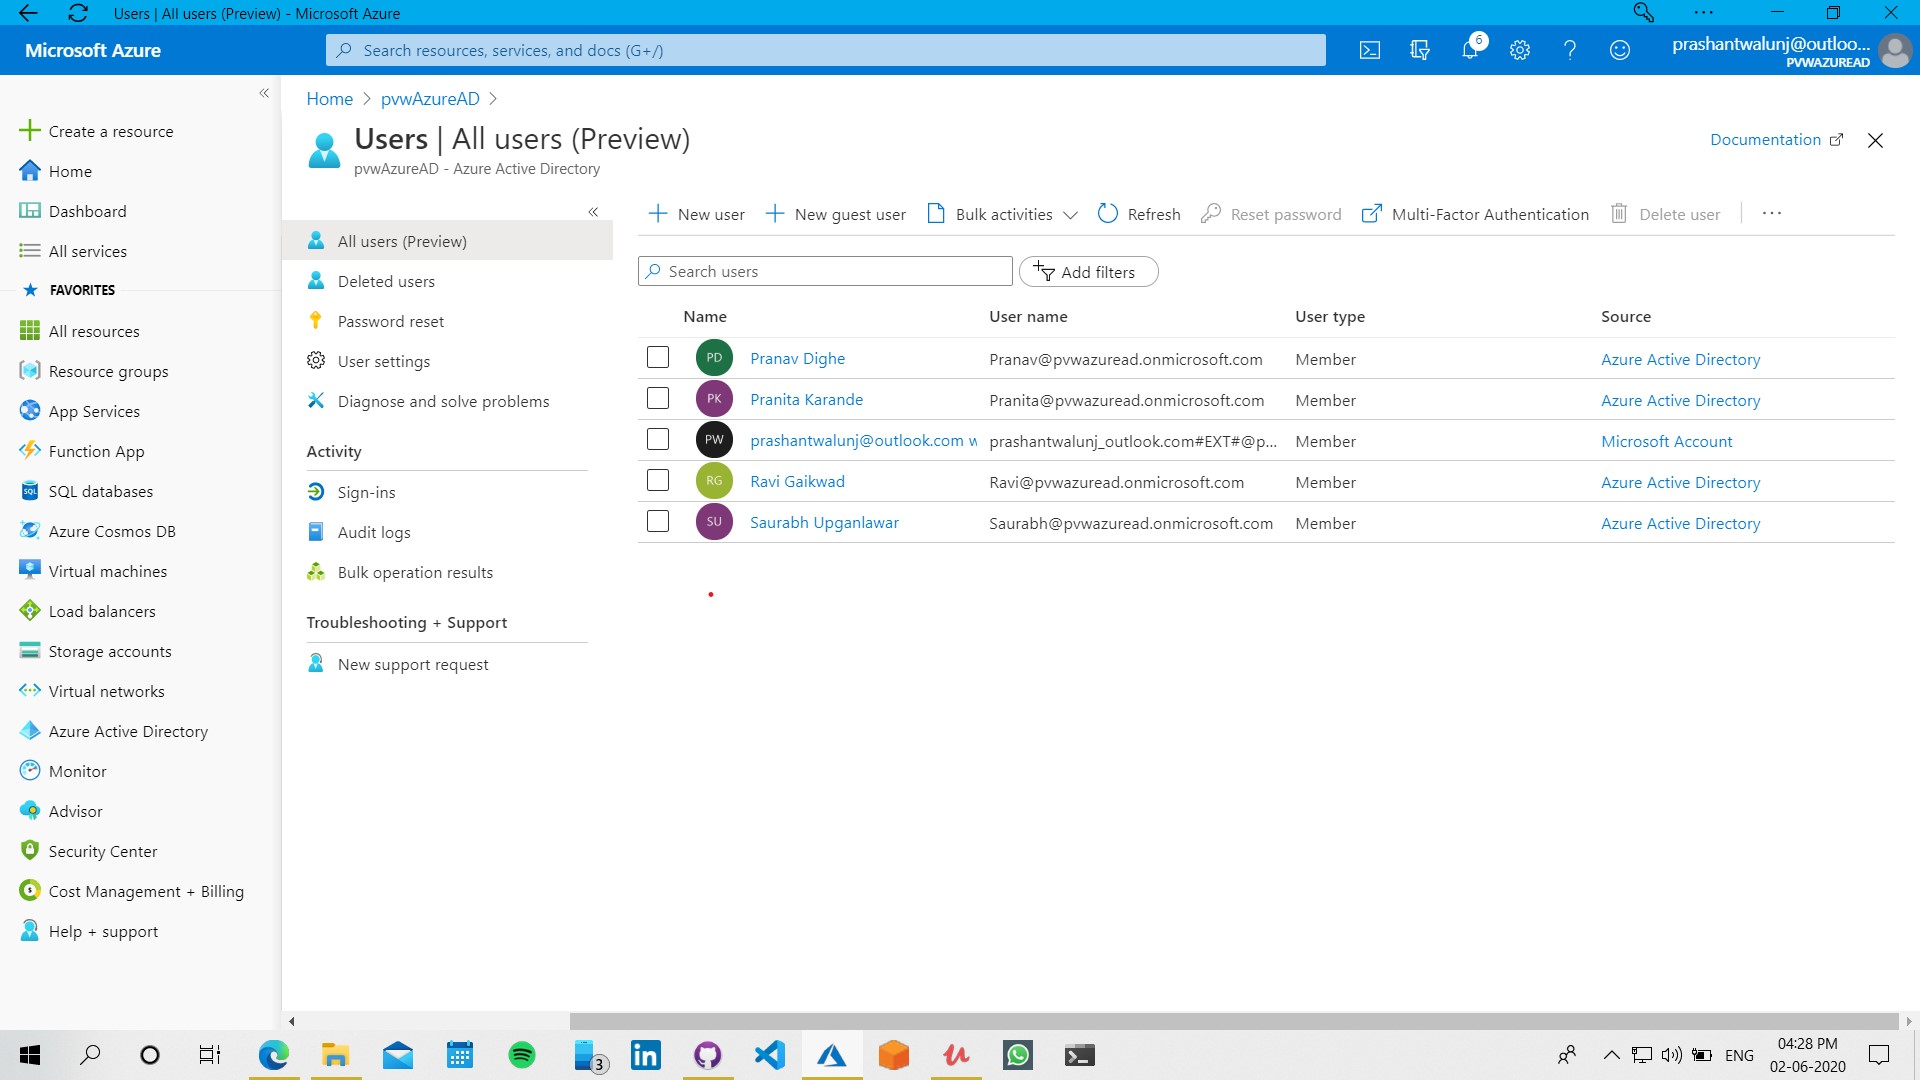 Users | All users (Preview) - Microsoft Azure
Microsoft Azure
Search resources, services, and docs (G+/)
6
prashantwalunj@outloo...
PVWAZUREAD
Create a resource
Home
Dashboard
All services
FAVORITES
All resources
Resource groups
App Services
Function App
SQL databases
Azure Cosmos DB
Virtual machines
Load balancers
Storage accounts
Virtual networks
Azure Active Directory
Monitor
Advisor
Security Center
Cost Management + Billing
Help + support
Home > pvwAzureAD >
Users | All users (Preview)
pvwAzureAD - Azure Active Directory
Documentation
All users (Preview)
Deleted users
Password reset
User settings
Diagnose and solve problems
Activity
Sign-ins
Audit logs
Bulk operation results
Troubleshooting + Support
New support request
New user New guest user Bulk activities Refresh Reset password Multi-Factor Authentication Delete user ...
Search users Add filters
Name User name User type Source
PD Pranav Dighe Pranav@pvwazuread.onmicrosoft.com Member Azure Active Directory
PK Pranita Karande Pranita@pvwazuread.onmicrosoft.com Member Azure Active Directory
PW prashantwalunj@outlook.com w prashantwalunj_outlook.com#EXT#@p... Member Microsoft Account
RG Ravi Gaikwad Ravi@pvwazuread.onmicrosoft.com Member Azure Active Directory
SU Saurabh Upganlawar Saurabh@pvwazuread.onmicrosoft.com Member Azure Active Directory
3
ENG
04:28 PM
02-06-2020